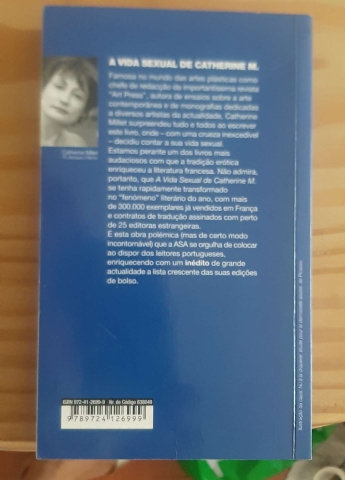 A VIDA SEXUAL DE CATHERINE M.
Famosa no mundo das artes plásticas como
chefe de redacção da importantíssima revista
"Art Press", autora de ensaios sobre a arte
contemporânea e de monografias dedicadas
a diversos artistas da actualidade, Catherine
Millet surpreendeu tudo e todos ao escrever
este livro, onde – com uma crueza inexcedível
– decidiu contar a sua vida sexual.
Estamos perante um dos livros mais
audaciosos com que a tradição erótica
enriqueceu a literatura francesa. Não admira,
portanto, que A Vida Sexual de Catherine M.
se tenha rapidamente transformado
no "fenómeno" literário do ano, com mais
de 300.000 exemplares já vendidos em França
e contratos de tradução assinados com perto
de 25 editoras estrangeiras.
É esta obra polémica (mas de certo modo
incontornável) que a ASA se orgulha de colocar
ao dispor dos leitores portugueses,
enriquecendo com um inédito de grande
actualidade a lista crescente das suas edições
de bolso.
Catherine Millet
ISBN 972-41-2699-9 Nr. de Código
9789724126999